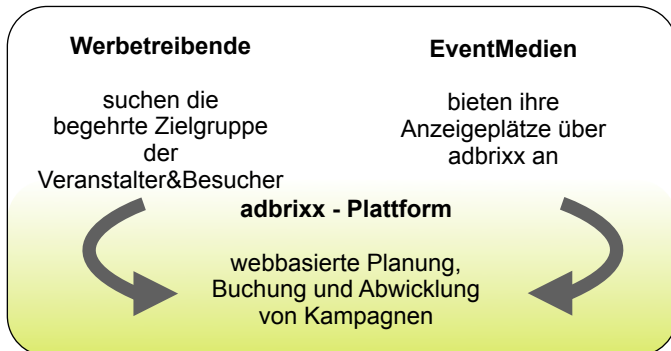 Werbetreibende
suchen die
begehrte Zielgruppe
der
Veranstalter&Besucher
EventMedien
bieten ihre
Anzeigeplätze über
adbrixx an
adbrixx - Plattform
webbasierte Planung,
Buchung und Abwicklung
von Kampagnen